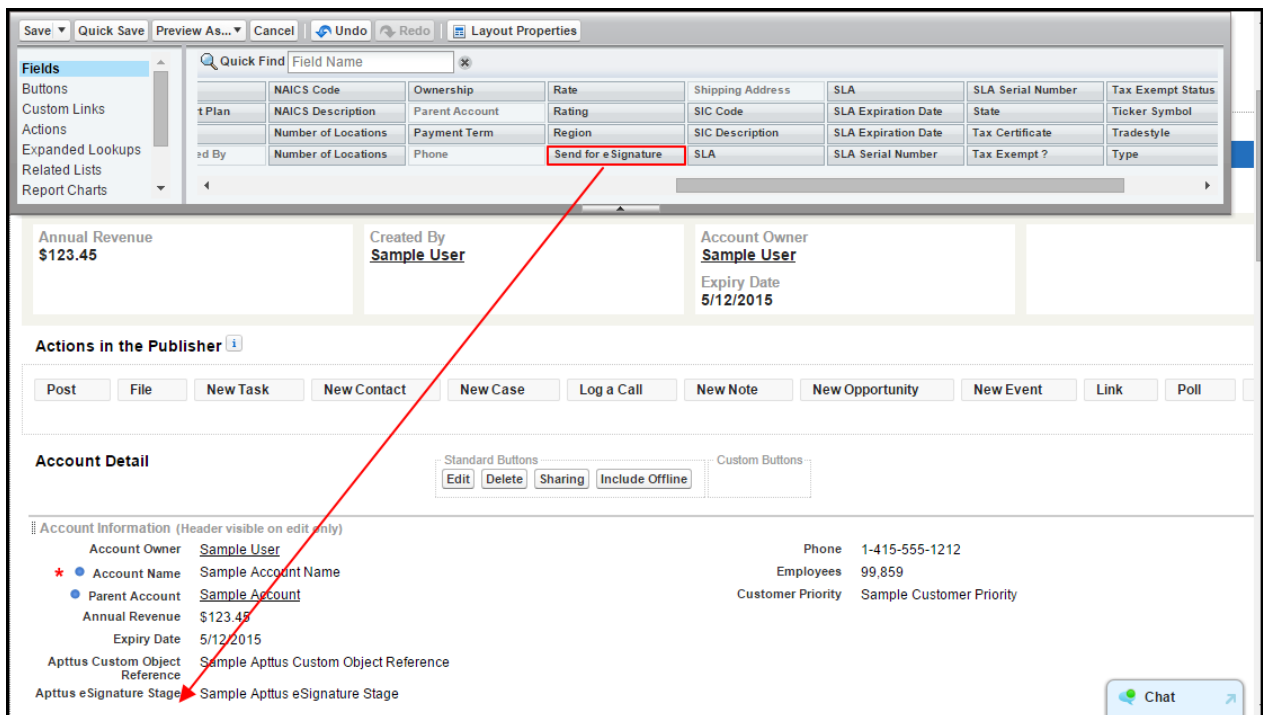 Save Quick Save Preview As... Cancel Undo Redo Layout Properties
Fields
Buttons
Custom Links
Actions
Expanded Lookups
Related Lists
Report Charts
Quick Find Field Name
NAICS Code Ownership Rate Shipping Address SLA SLA Serial Number Tax Exempt Status
t Plan NAICS Description Parent Account Rating SIC Code SLA Expiration Date State Ticker Symbol
Number of Locations Payment Term Region SIC Description SLA Expiration Date Tax Certificate Tradestyle
ed By Number of Locations Phone Send for eSignature SLA SLA Serial Number Tax Exempt ? Type
Annual Revenue Created By Account Owner
$123.45 Sample User Sample User
Expiry Date
5/12/2015
Actions in the Publisher i
Post File New Task New Contact New Case Log a Call New Note New Opportunity New Event Link Poll
Account Detail Standard Buttons Custom Buttons
Edit Delete Sharing Include Offline
Account Information (Header visible on edit only)
Account Owner Sample User Phone 1-415-555-1212
* Account Name Sample Account Name Employees 99,859
Parent Account Sample Account Customer Priority Sample Customer Priority
Annual Revenue $123.45
Expiry Date 5/12/2015
Apttus Custom Object Sample Apttus Custom Object Reference
Reference
Apttus eSignature Stage Sample Apttus eSignature Stage
Chat